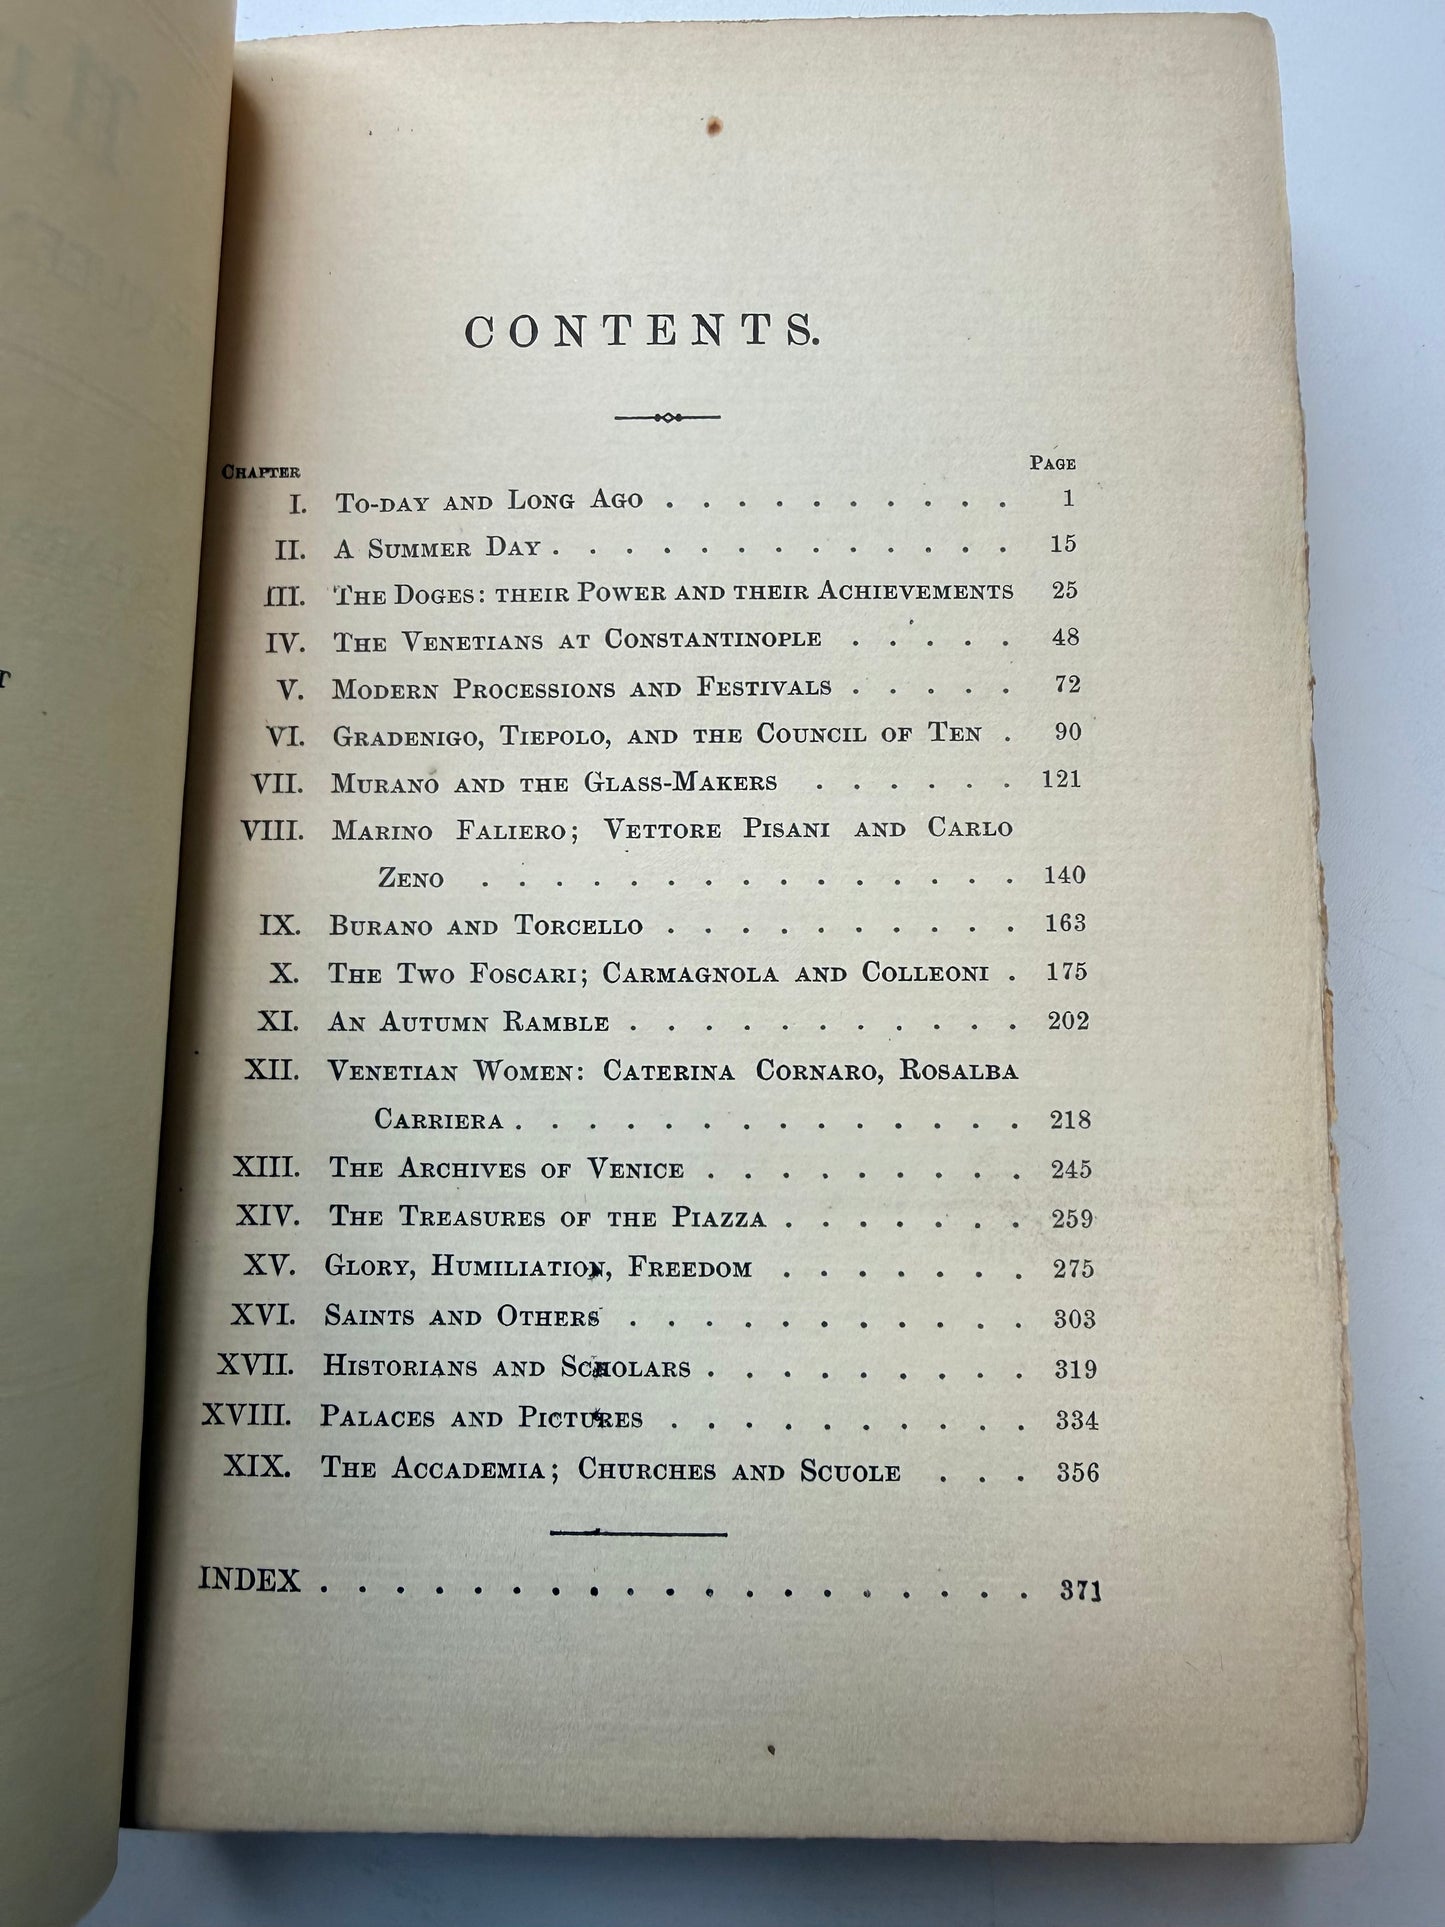 CONTENTS.
CHAPTER PAGE
I. TO-DAY AND LONG AGO . . . . . . . . . . 1
II. A SUMMER DAY . . . . . . . . . . . . . 15
III. THE DOGES: THEIR POWER AND THEIR ACHIEVEMENTS 25
IV. THE VENETIANS AT CONSTANTINOPLE . . . . . 48
V. MODERN PROCESSIONS AND FESTIVALS . . . . . 72
VI. GRADENIGO, TIEPOLO, AND THE COUNCIL OF TEN . 90
VII. MURANO AND THE GLASS-MAKERS . . . . . . 121
VIII. MARINO FALIERO; VETTORE PISANI AND CARLO
ZENO . . . . . . . . . . . . . . . 140
IX. BURANO AND TORCELLO . . . . . . . . . . 163
X. THE TWO FOSCARI; CARMAGNOLA AND COLLEONI . 175
XI. AN AUTUMN RAMBLE . . . . . . . . . . . 202
XII. VENETIAN WOMEN: CATERINA CORNARO, ROSALBA
CARRIERA . . . . . . . . . . . . . . 218
XIII. THE ARCHIVES OF VENICE . . . . . . . . . 245
XIV. THE TREASURES OF THE PIAZZA . . . . . . . 259
XV. GLORY, HUMILIATION, FREEDOM . . . . . . . 275
XVI. SAINTS AND OTHERS . . . . . . . . . . . 303
XVII. HISTORIANS AND SCHOLARS . . . . . . . . . 319
XVIII. PALACES AND PICTURES . . . . . . . . . . 334
XIX. THE ACCADEMIA; CHURCHES AND SCUOLE . . . 356
INDEX . . . . . . . . . . . . . . . . . . . 371